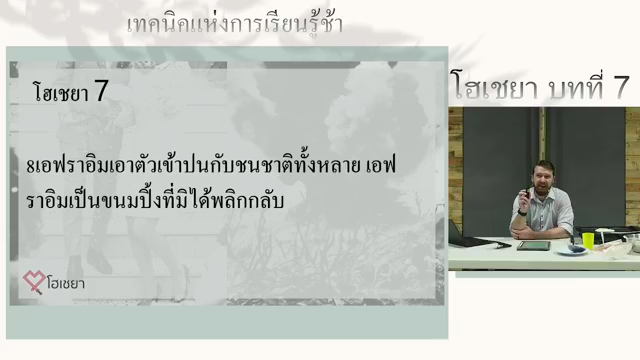 เทคนิคแห่งการเรียนรู้ช้า
โฮเชยา 7
8เอฟราอิมเอาตัวเข้าปนกับชนชาติทั้งหลาย เอฟ
ราอิมเป็นขนมปิ้งที่มิได้พลิกกลับ
โฮเชยา
โฮเชยา บทที่ 7